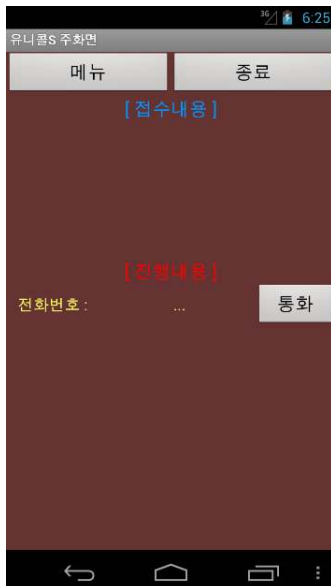 3G 6:25
유니콜S 주화면
메뉴 종료
[ 접수내용 ]
[ 진행내용 ]
전화번호 : ... 통화